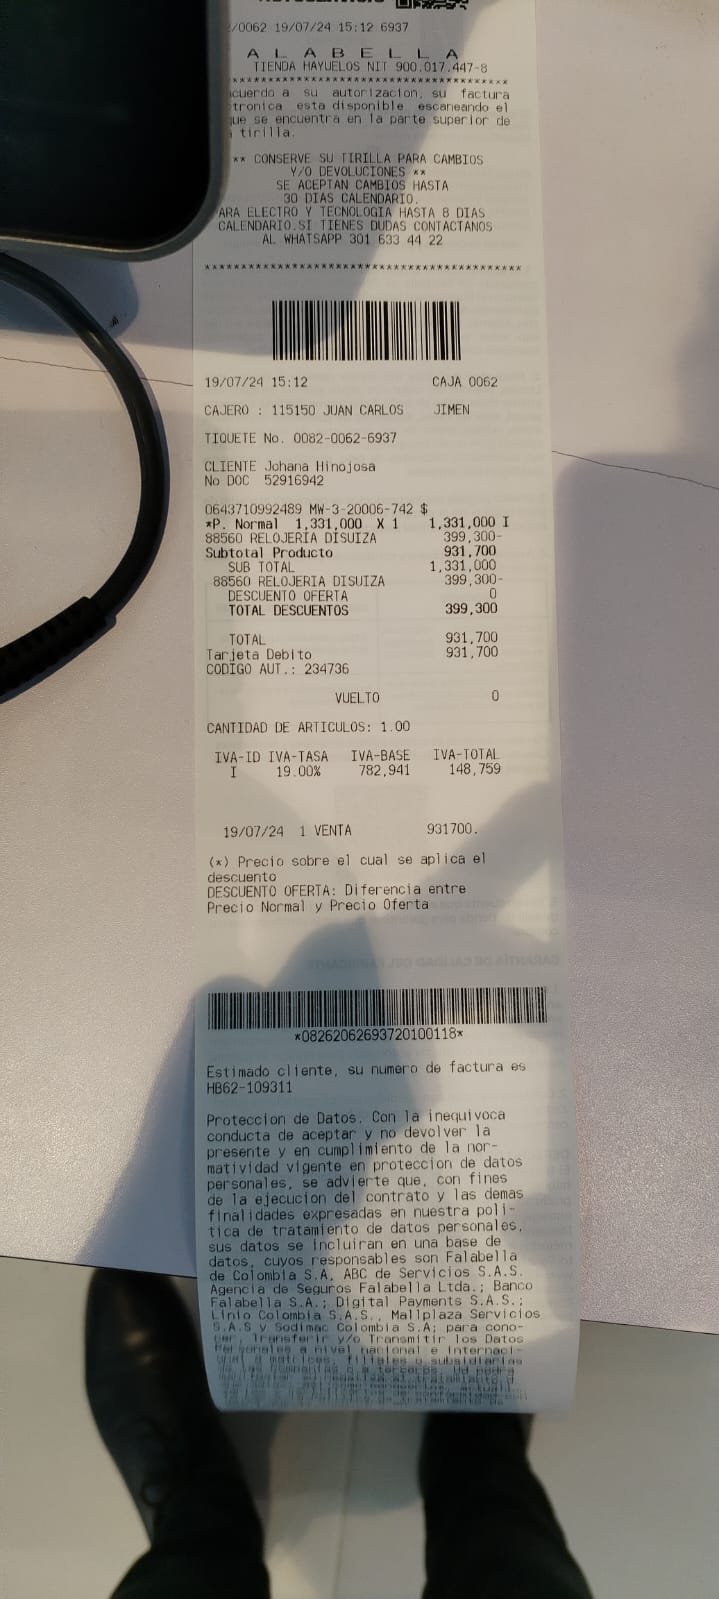 /0062 19/07/24 15:12 6937
A L A B E L L A
TIENDA HAYUELOS NIT 900.017.447-8
************************************************
cuerdo a su autorizacion, su factura
tronica esta disponible escaneando el
ue se encuentra en la parte superior de
tirilla.
** CONSERVE SU TIRILLA PARA CAMBIOS
Y/O DEVOLUCIONES **
SE ACEPTAN CAMBIOS HASTA
30 DIAS CALENDARIO.
ARA ELECTRO Y TECNOLOGIA HASTA 8 DIAS
CALENDARIO.SI TIENES DUDAS CONTACTANOS
AL WHATSAPP 301 633 44 22
************************************************
19/07/24 15:12 CAJA 0062
CAJERO : 115150 JUAN CARLOS JIMEN
TIQUETE No. 0082-0062-6937
CLIENTE Johana Hinojosa
No DOC 52916942
0643710992489 MW-3-20006-742 $
*P. Normal 1,331,000 X 1 1,331,000 I
88560 RELOJERIA DISUIZA 399,300-
Subtotal Producto 931,700
SUB TOTAL 1,331,000
88560 RELOJERIA DISUIZA 399,300-
DESCUENTO OFERTA 0
TOTAL DESCUENTOS 399,300
TOTAL 931,700
Tarjeta Debito 931,700
CODIGO AUT.: 234736
VUELTO 0
CANTIDAD DE ARTICULOS: 1.00
IVA-ID IVA-TASA IVA-BASE IVA-TOTAL
I 19.00% 782,941 148,759
19/07/24 1 VENTA 931700.
(*) Precio sobre el cual se aplica el
descuento
DESCUENTO OFERTA: Diferencia entre
Precio Normal y Precio Oferta
*08262062693720100118*
Estimado cliente, su numero de factura es
HB62-109311
Proteccion de Datos. Con la inequivoca
conducta de aceptar y no devolver la
presente y en cumplimiento de la nor-
matividad vigente en proteccion de datos
personales, se advierte que, con fines
de la ejecucion del contrato y las demas
finalidades expresadas en nuestra poli-
tica de tratamiento de datos personales,
sus datos se incluiran en una base de
datos, cuyos responsables son Falabella
de Colombia S.A, ABC de Servicios S.A.S.
Agencia de Seguros Falabella Ltda.; Banco
Falabella S.A.; Digital Payments S.A.S.;
Linio Colombia S.A.S., Mallplaza Servicios
S.A.S y Sodimac Colombia S.A; para cono-
cer, Transferir y/o Transmitir los Datos
Personales a nivel nacional e Internaci-